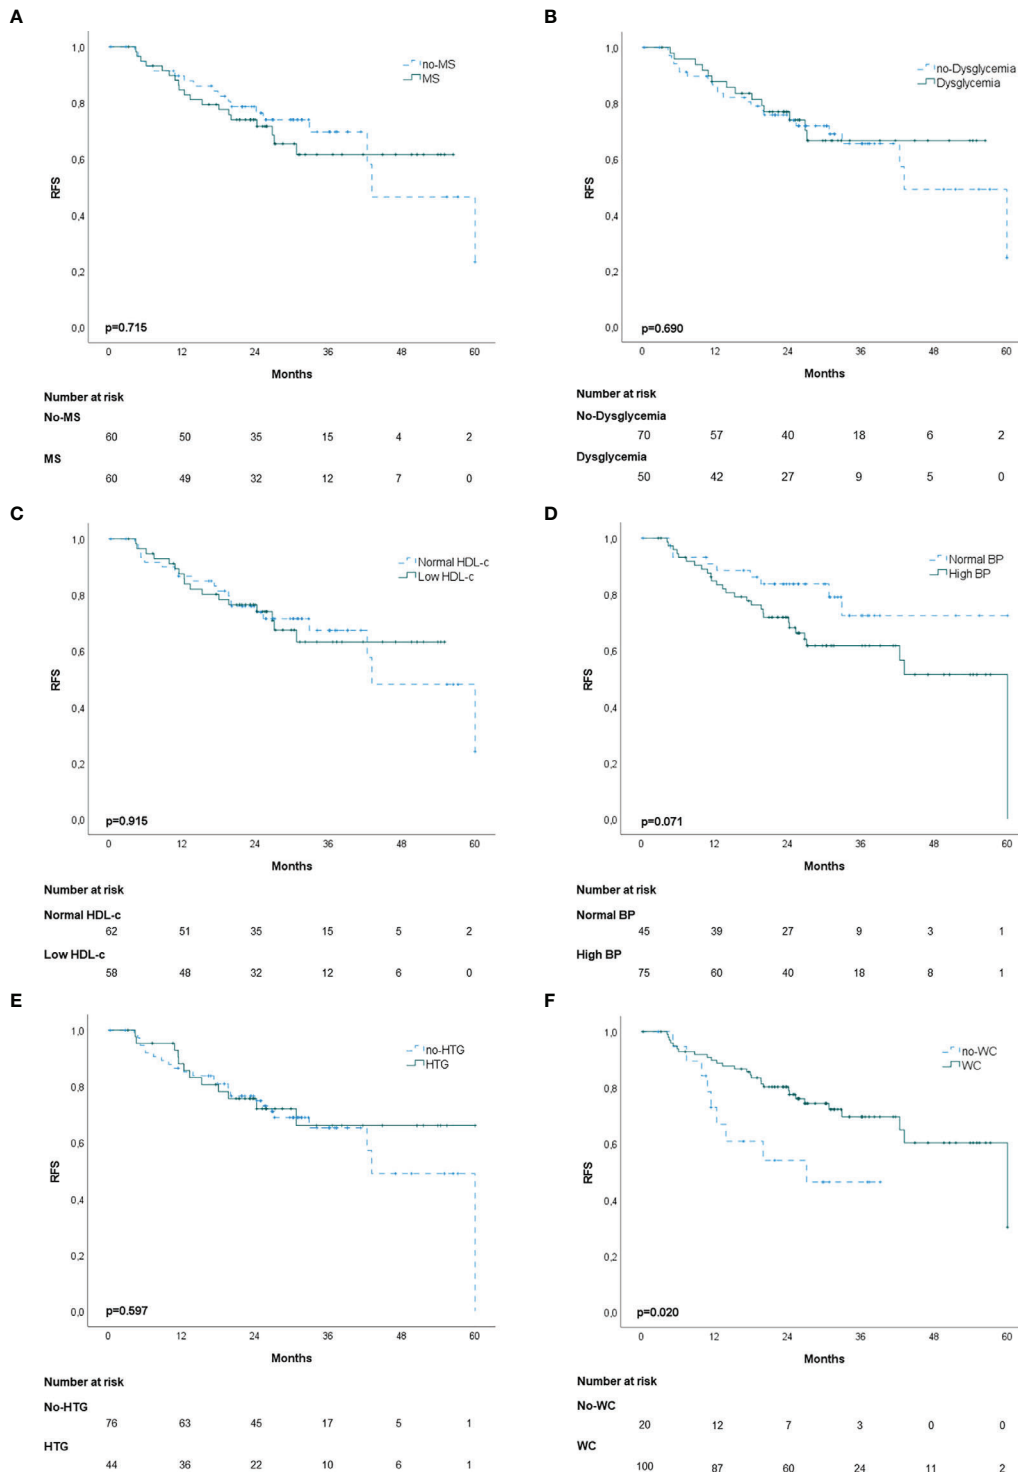 A
1,0
0,8
0,6
0,4
0,2
0,0
RFS
no-MS
MS
p=0.715
0 12 24 36 48 60
Months
Number at risk
No-MS
60 50 35 15 4 2
MS
60 49 32 12 7 0
B
1,0
0,8
0,6
0,4
0,2
0,0
RFS
no-Dysglycemia
Dysglycemia
p=0.690
0 12 24 36 48 60
Months
Number at risk
No-Dysglycemia
70 57 40 18 6 2
Dysglycemia
50 42 27 9 5 0
C
1,0
0,8
0,6
0,4
0,2
0,0
RFS
Normal HDL-c
Low HDL-c
p=0.915
0 12 24 36 48 60
Months
Number at risk
Normal HDL-c
62 51 35 15 5 2
Low HDL-c
58 48 32 12 6 0
D
1,0
0,8
0,6
0,4
0,2
0,0
RFS
Normal BP
High BP
p=0.071
0 12 24 36 48 60
Months
Number at risk
Normal BP
45 39 27 9 3 1
High BP
75 60 40 18 8 1
E
1,0
0,8
0,6
0,4
0,2
0,0
RFS
no-HTG
HTG
p=0.597
0 12 24 36 48 60
Months
Number at risk
No-HTG
76 63 45 17 5 1
HTG
44 36 22 10 6 1
F
1,0
0,8
0,6
0,4
0,2
0,0
RFS
no-WC
WC
p=0.020
0 12 24 36 48 60
Months
Number at risk
No-WC
20 12 7 3 0 0
WC
100 87 60 24 11 2